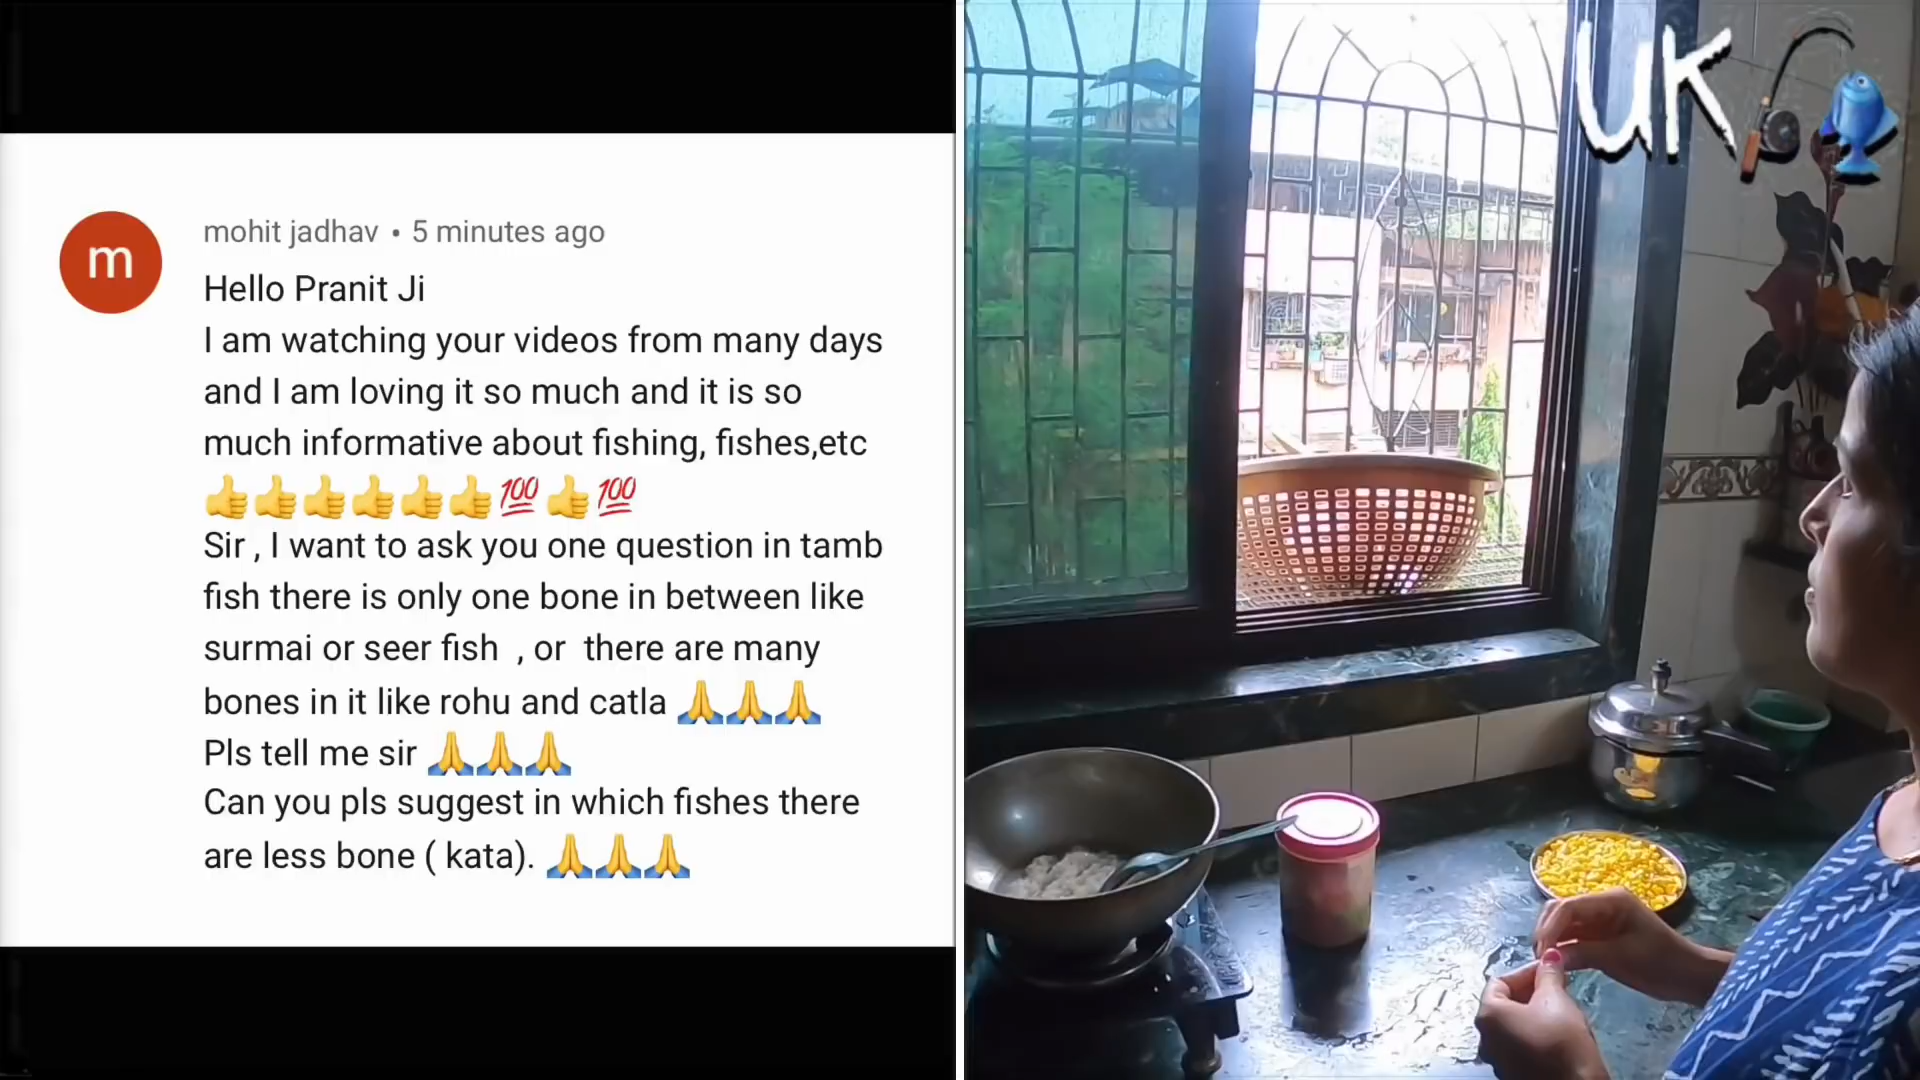 mohit jadhav • 5 minutes ago
m
Hello Pranit Ji
I am watching your videos from many days
and I am loving it so much and it is so
much informative about fishing, fishes,etc
👍👍👍👍👍👍💯👍💯
Sir , I want to ask you one question in tamb
fish there is only one bone in between like
surmai or seer fish , or there are many
bones in it like rohu and catla 🙏🙏🙏
Pls tell me sir 🙏🙏🙏
Can you pls suggest in which fishes there
are less bone ( kata). 🙏🙏🙏
UK